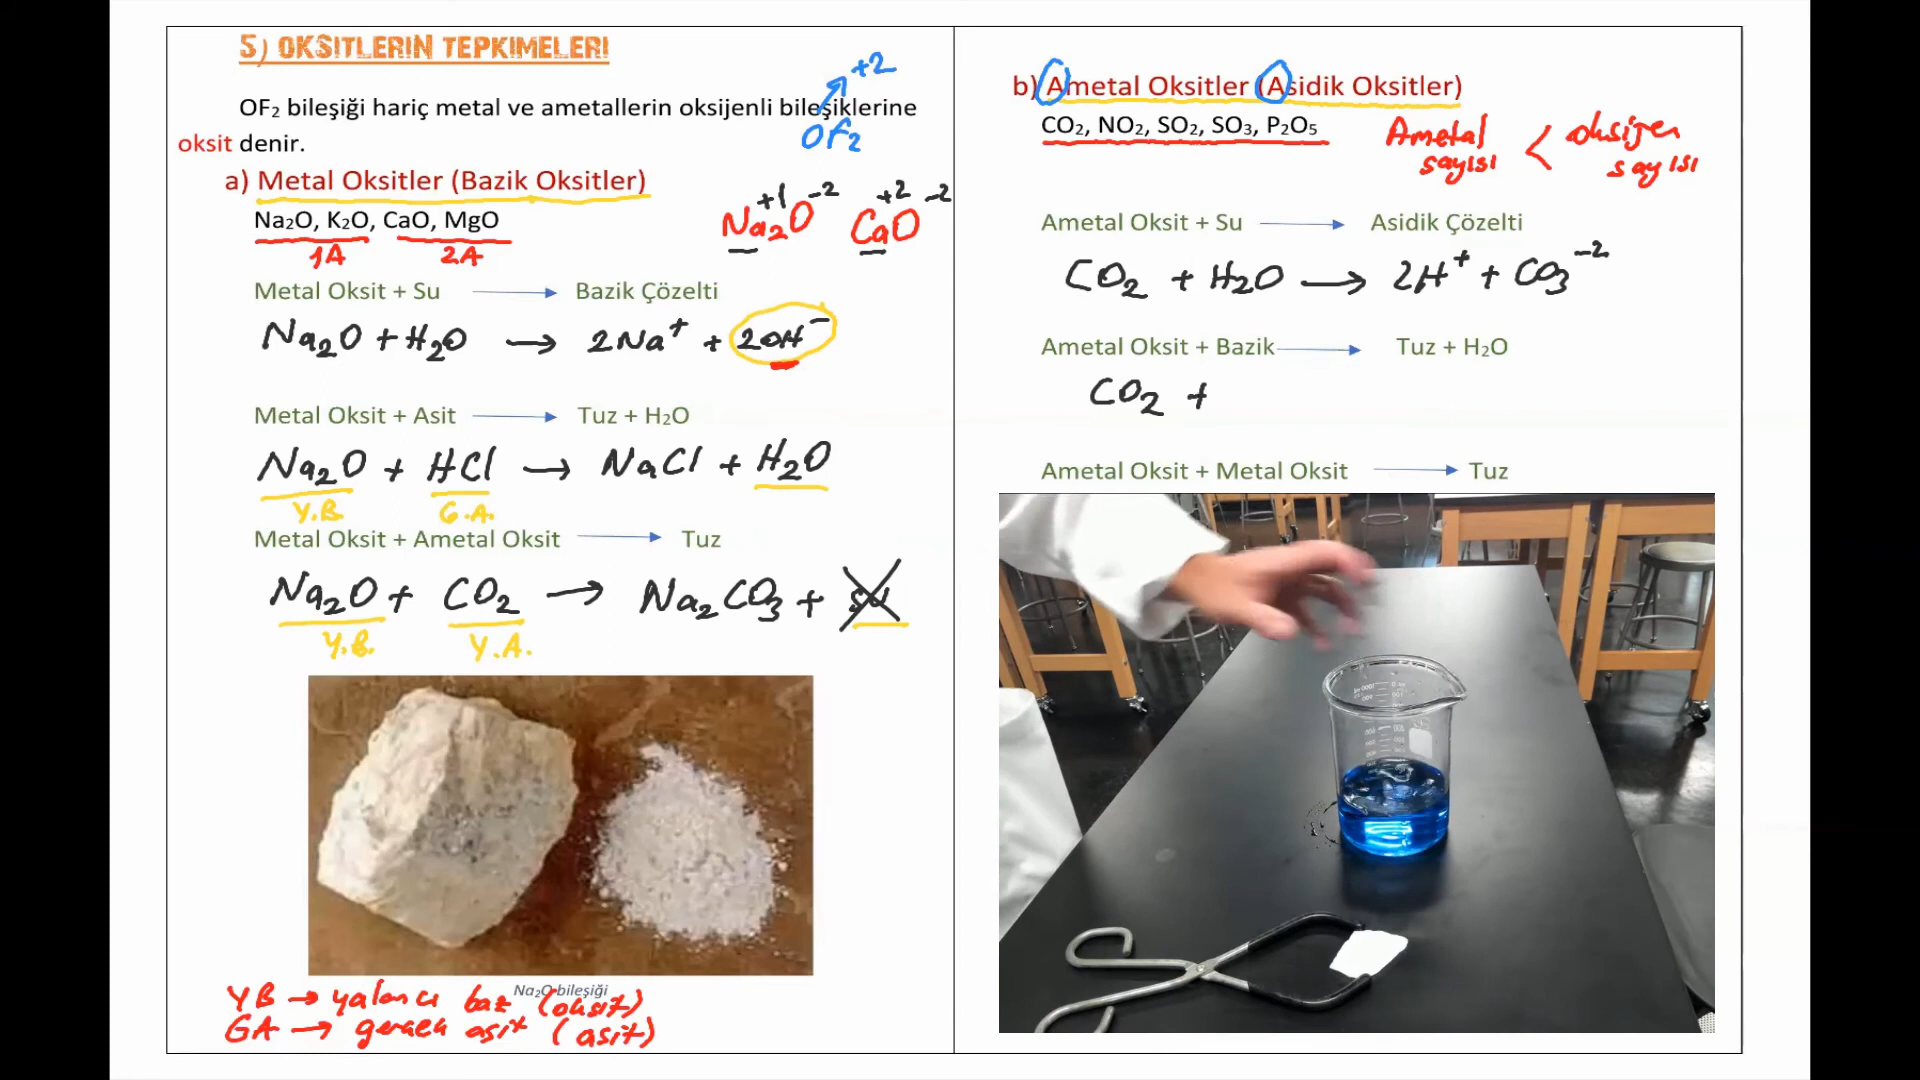 5) OKSİTLERİN TEPKİMELERİ
+2
OF₂ bileşiği hariç metal ve ametallerin oksijenli bileşiklerine
OF₂
oksit denir.
a) Metal Oksitler (Bazik Oksitler)
+1 -2 +2 -2
Na₂O, K₂O, CaO, MgO
Na₂O CaO
1A 2A
Metal Oksit + Su → Bazik Çözelti
Na₂O + H₂O → 2Na⁺ + 2OH⁻
Metal Oksit + Asit → Tuz + H₂O
Na₂O + HCl → NaCl + H₂O
Y.B. G.A.
Metal Oksit + Ametal Oksit → Tuz
Na₂O + CO₂ → Na₂CO₃ + su
Y.B. Y.A.
Na₂O bileşiği
YB → yalancı baz (oksit)
GA → gerçek asit (asit)
b) Ametal Oksitler (Asidik Oksitler)
CO₂, NO₂, SO₂, SO₃, P₂O₅
Ametal sayısı < oksijen sayısı
Ametal Oksit + Su → Asidik Çözelti
CO₂ + H₂O → 2H⁺ + CO₃⁻²
Ametal Oksit + Bazik → Tuz + H₂O
CO₂ +
Ametal Oksit + Metal Oksit → Tuz